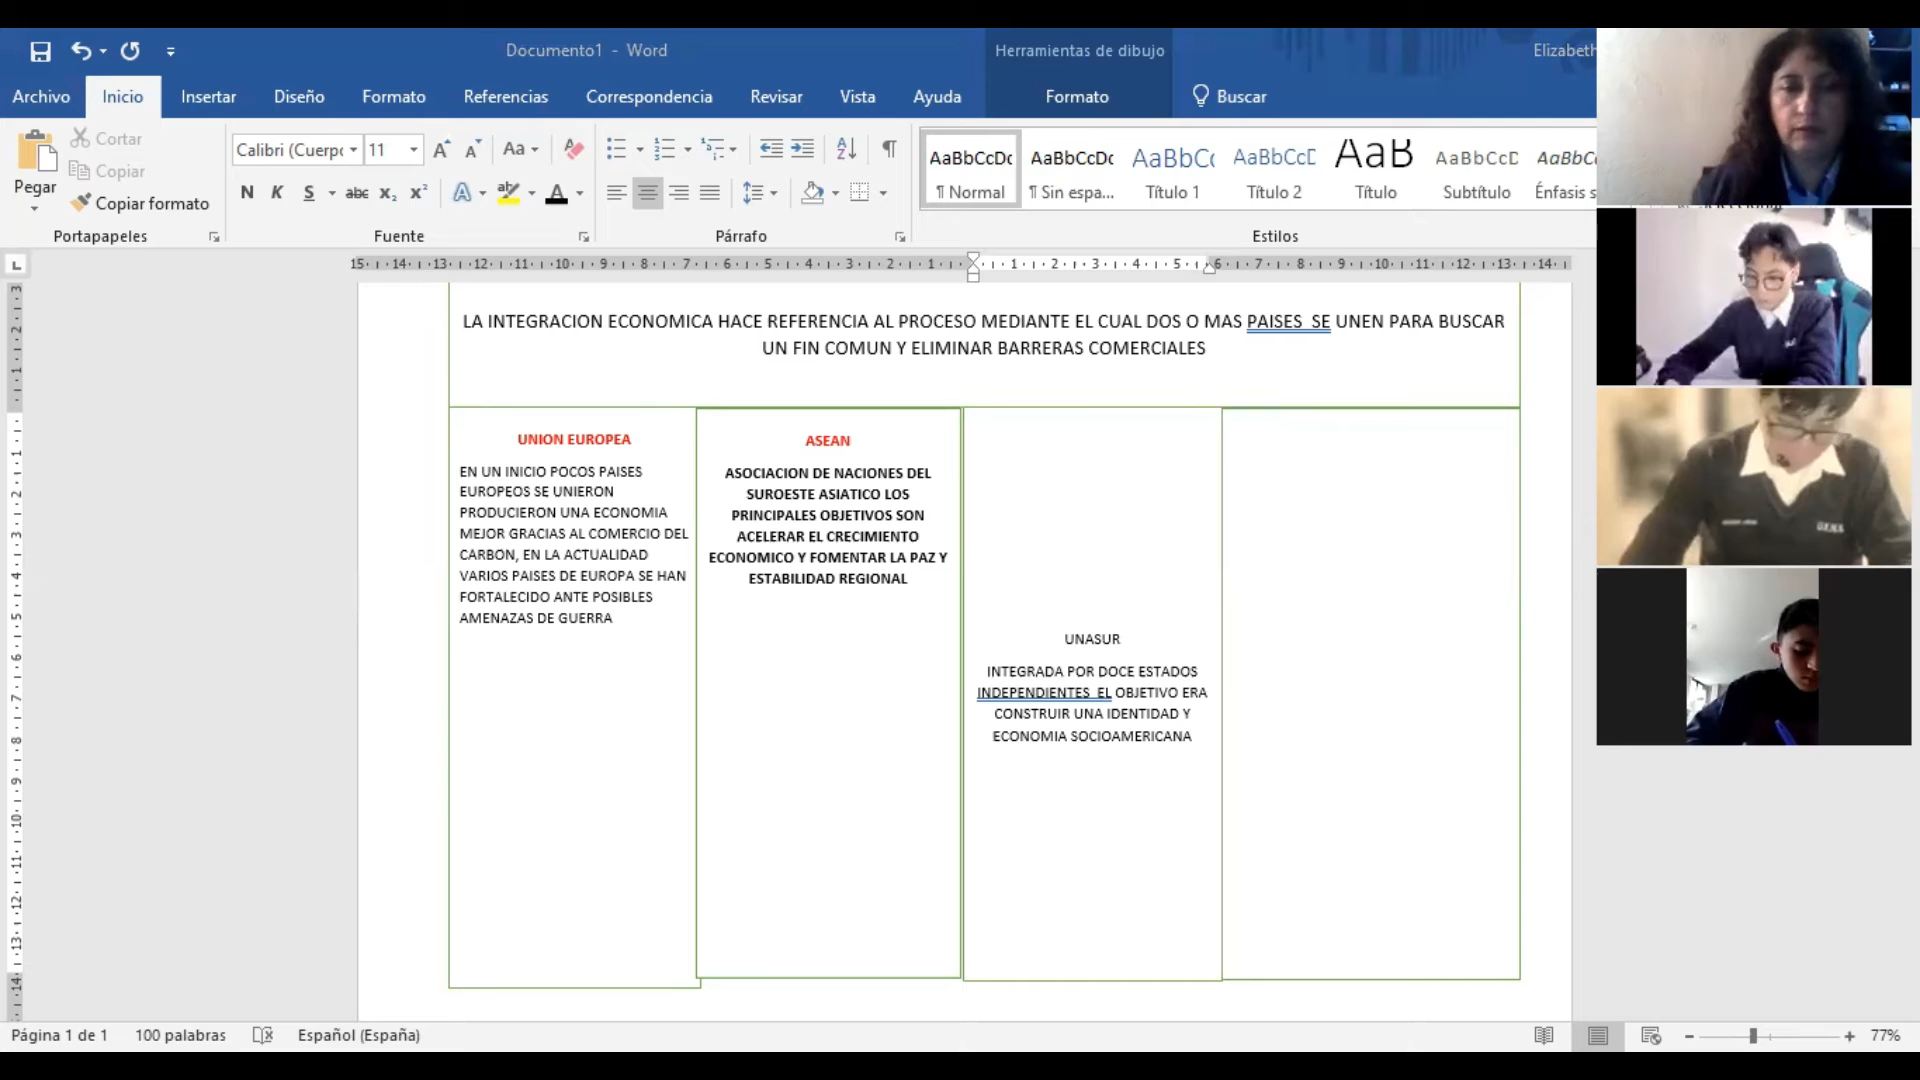 Documento1 - Word
Herramientas de dibujo
Elizabeth
Archivo
Inicio
Insertar
Diseño
Formato
Referencias
Correspondencia
Revisar
Vista
Ayuda
Formato
Buscar
Pegar
Cortar
Copiar
Copiar formato
Portapapeles
Calibri (Cuerpo
11
Aa
N K S abc x₂ x² A A
Fuente
Párrafo
AaBbCcDc
¶ Normal
AaBbCcDc
¶ Sin espa...
AaBbC
Título 1
AaBbCcD
Título 2
AaB
Título
AaBbCcD
Subtítulo
AaBbC
Énfasis s
Estilos
LA INTEGRACION ECONOMICA HACE REFERENCIA AL PROCESO MEDIANTE EL CUAL DOS O MAS PAISES SE UNEN PARA BUSCAR
UN FIN COMUN Y ELIMINAR BARRERAS COMERCIALES
UNION EUROPEA
EN UN INICIO POCOS PAISES
EUROPEOS SE UNIERON
PRODUCIERON UNA ECONOMIA
MEJOR GRACIAS AL COMERCIO DEL
CARBON, EN LA ACTUALIDAD
VARIOS PAISES DE EUROPA SE HAN
FORTALECIDO ANTE POSIBLES
AMENAZAS DE GUERRA
ASEAN
ASOCIACION DE NACIONES DEL
SUROESTE ASIATICO LOS
PRINCIPALES OBJETIVOS SON
ACELERAR EL CRECIMIENTO
ECONOMICO Y FOMENTAR LA PAZ Y
ESTABILIDAD REGIONAL
UNASUR
INTEGRADA POR DOCE ESTADOS
INDEPENDIENTES EL OBJETIVO ERA
CONSTRUIR UNA IDENTIDAD Y
ECONOMIA SOCIOAMERICANA
Página 1 de 1
100 palabras
Español (España)
77%